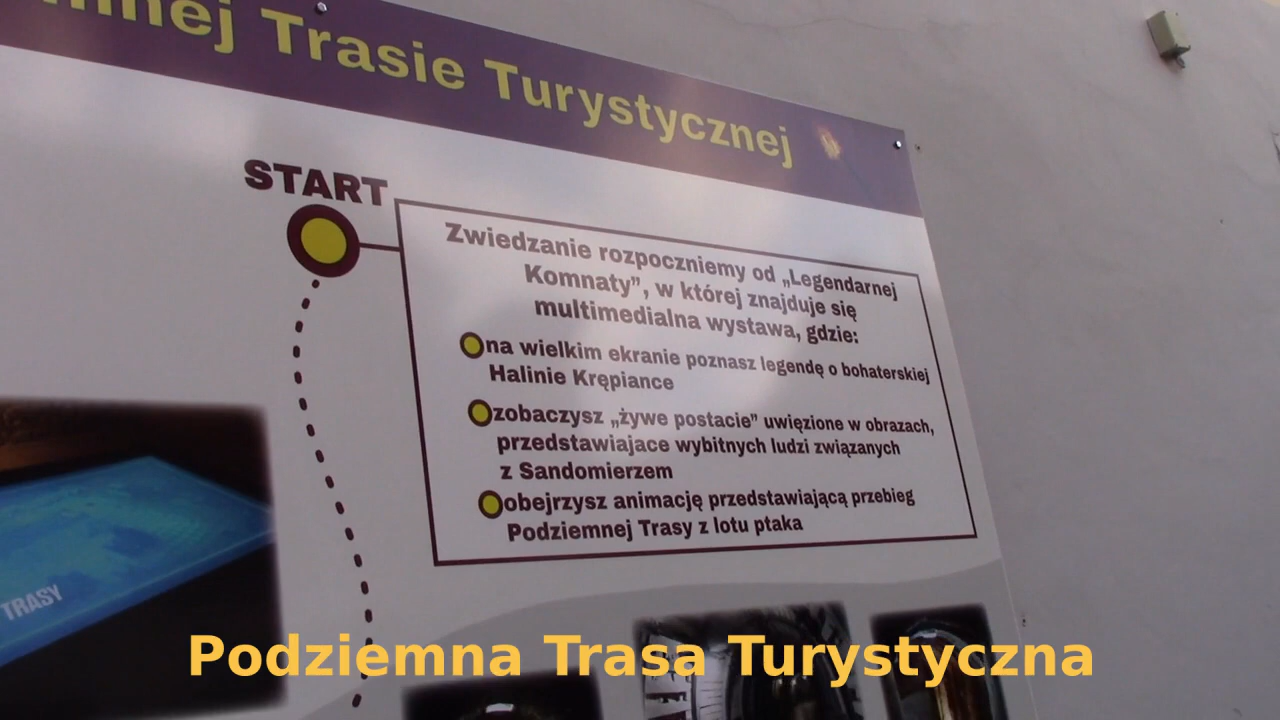 Trasie Turystycznej
START
Zwiedzanie rozpoczniemy od „Legendarnej
Komnaty”, w której znajduje się
multimedialna wystawa, gdzie:
na wielkim ekranie poznasz legendę o bohaterskiej
Halinie Krępiance
zobaczysz „żywe postacie” uwięzione w obrazach,
przedstawiajace wybitnych ludzi związanych
z Sandomierzem
obejrzysz animację przedstawiającą przebieg
Podziemnej Trasy z lotu ptaka
TRASY
Podziemna Trasa Turystyczna